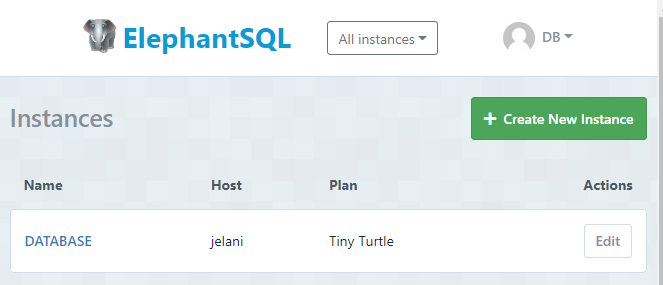 ElephantSQL All instances DB
Instances + Create New Instance
Name Host Plan Actions
DATABASE jelani Tiny Turtle Edit